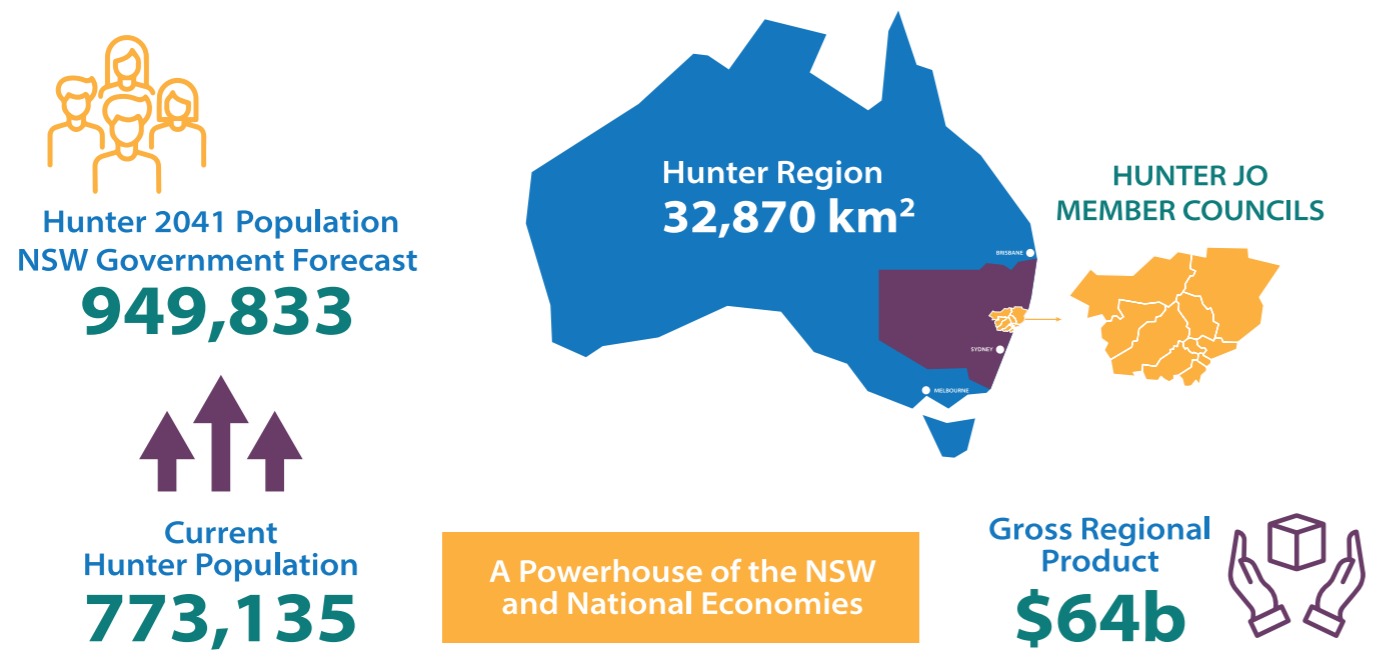 Hunter 2041 Population
NSW Government Forecast
949,833
Current
Hunter Population
773,135
Hunter Region
32,870 km²
BRISBANE
SYDNEY
MELBOURNE
HUNTER JO
MEMBER COUNCILS
A Powerhouse of the NSW
and National Economies
Gross Regional
Product
$64b